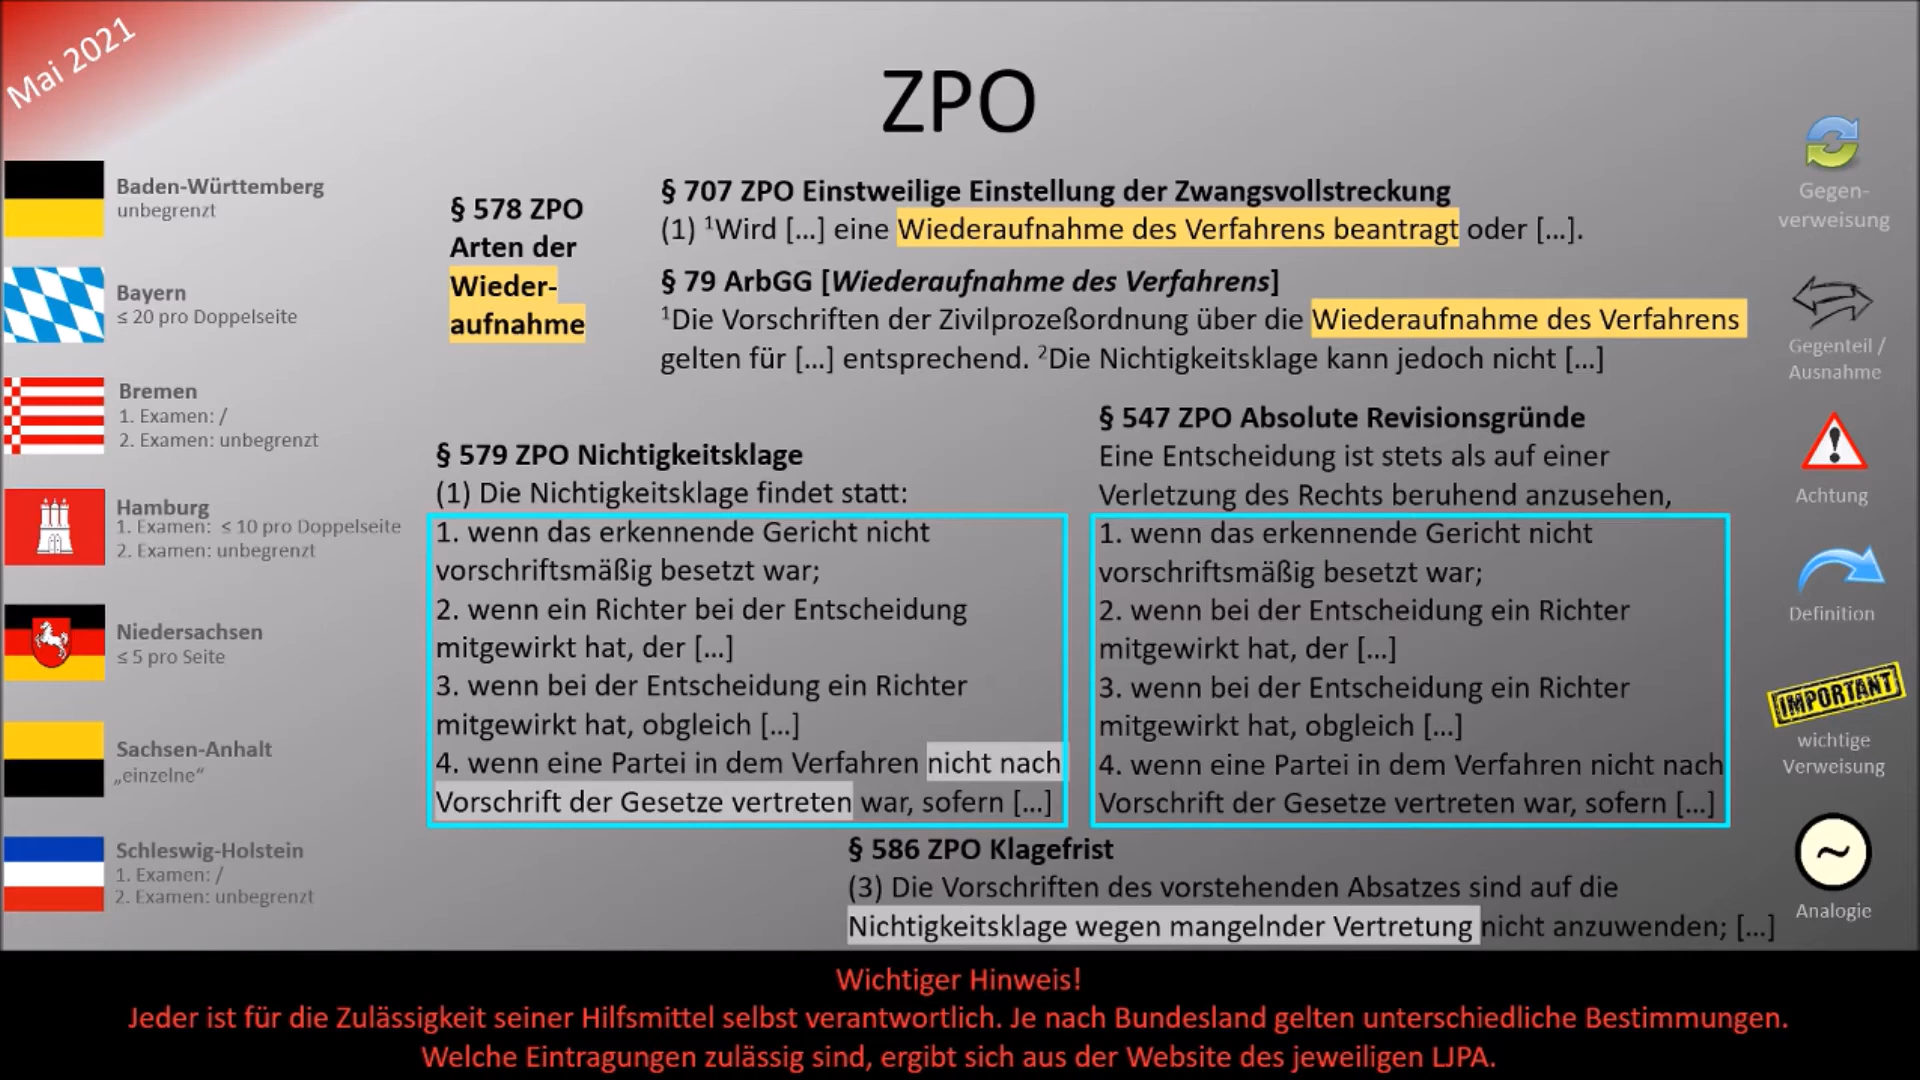 Mai 2021
ZPO
Baden-Württemberg
unbegrenzt
Bayern
≤ 20 pro Doppelseite
Bremen
1. Examen: /
2. Examen: unbegrenzt
Hamburg
1. Examen: ≤ 10 pro Doppelseite
2. Examen: unbegrenzt
Niedersachsen
≤ 5 pro Seite
Sachsen-Anhalt
„einzelne“
Schleswig-Holstein
1. Examen: /
2. Examen: unbegrenzt
§ 578 ZPO
Arten der
Wieder-
aufnahme
§ 707 ZPO Einstweilige Einstellung der Zwangsvollstreckung
(1) ¹Wird [...] eine Wiederaufnahme des Verfahrens beantragt oder [...].
§ 79 ArbGG [Wiederaufnahme des Verfahrens]
¹Die Vorschriften der Zivilprozeßordnung über die Wiederaufnahme des Verfahrens
gelten für [...] entsprechend. ²Die Nichtigkeitsklage kann jedoch nicht [...]
§ 579 ZPO Nichtigkeitsklage
(1) Die Nichtigkeitsklage findet statt:
1. wenn das erkennende Gericht nicht
vorschriftsmäßig besetzt war;
2. wenn ein Richter bei der Entscheidung
mitgewirkt hat, der [...]
3. wenn bei der Entscheidung ein Richter
mitgewirkt hat, obgleich [...]
4. wenn eine Partei in dem Verfahren nicht nach
Vorschrift der Gesetze vertreten war, sofern [...]
§ 547 ZPO Absolute Revisionsgründe
Eine Entscheidung ist stets als auf einer
Verletzung des Rechts beruhend anzusehen,
1. wenn das erkennende Gericht nicht
vorschriftsmäßig besetzt war;
2. wenn bei der Entscheidung ein Richter
mitgewirkt hat, der [...]
3. wenn bei der Entscheidung ein Richter
mitgewirkt hat, obgleich [...]
4. wenn eine Partei in dem Verfahren nicht nach
Vorschrift der Gesetze vertreten war, sofern [...]
§ 586 ZPO Klagefrist
(3) Die Vorschriften des vorstehenden Absatzes sind auf die
Nichtigkeitsklage wegen mangelnder Vertretung nicht anzuwenden; [...]
Gegen-
verweisung
Gegenteil /
Ausnahme
Achtung
Definition
IMPORTANT
wichtige
Verweisung
~
Analogie
Wichtiger Hinweis!
Jeder ist für die Zulässigkeit seiner Hilfsmittel selbst verantwortlich. Je nach Bundesland gelten unterschiedliche Bestimmungen.
Welche Eintragungen zulässig sind, ergibt sich aus der Website des jeweiligen LJPA.